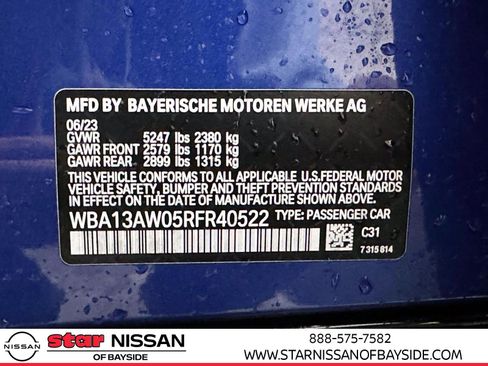 MFD BY BAYERISCHE MOTOREN WERKE AG
06/23
GVWR 5247 lbs 2380 kg
GAWR FRONT 2579 lbs 1170 kg
GAWR REAR 2899 lbs 1315 kg
THIS VEHICLE CONFORMS TO ALL APPLICABLE U.S.FEDERAL MOTOR
VEHICLE SAFETY, BUMPER AND THEFT PREVENTION STANDARDS
IN EFFECT ON THE DATE OF MANUFACTURE SHOWN ABOVE.
WBA13AW05RFR40522 TYPE: PASSENGER CAR
C31
7315814
NISSAN
star NISSAN
OF BAYSIDE
888-575-7582
WWW.STARNISSANOFBAYSIDE.COM/